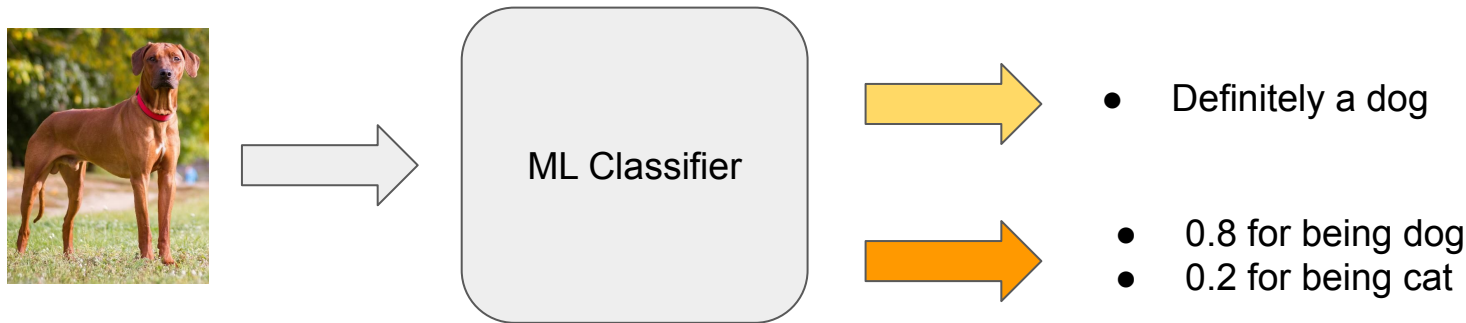 ML Classifier
● Definitely a dog
● 0.8 for being dog
● 0.2 for being cat